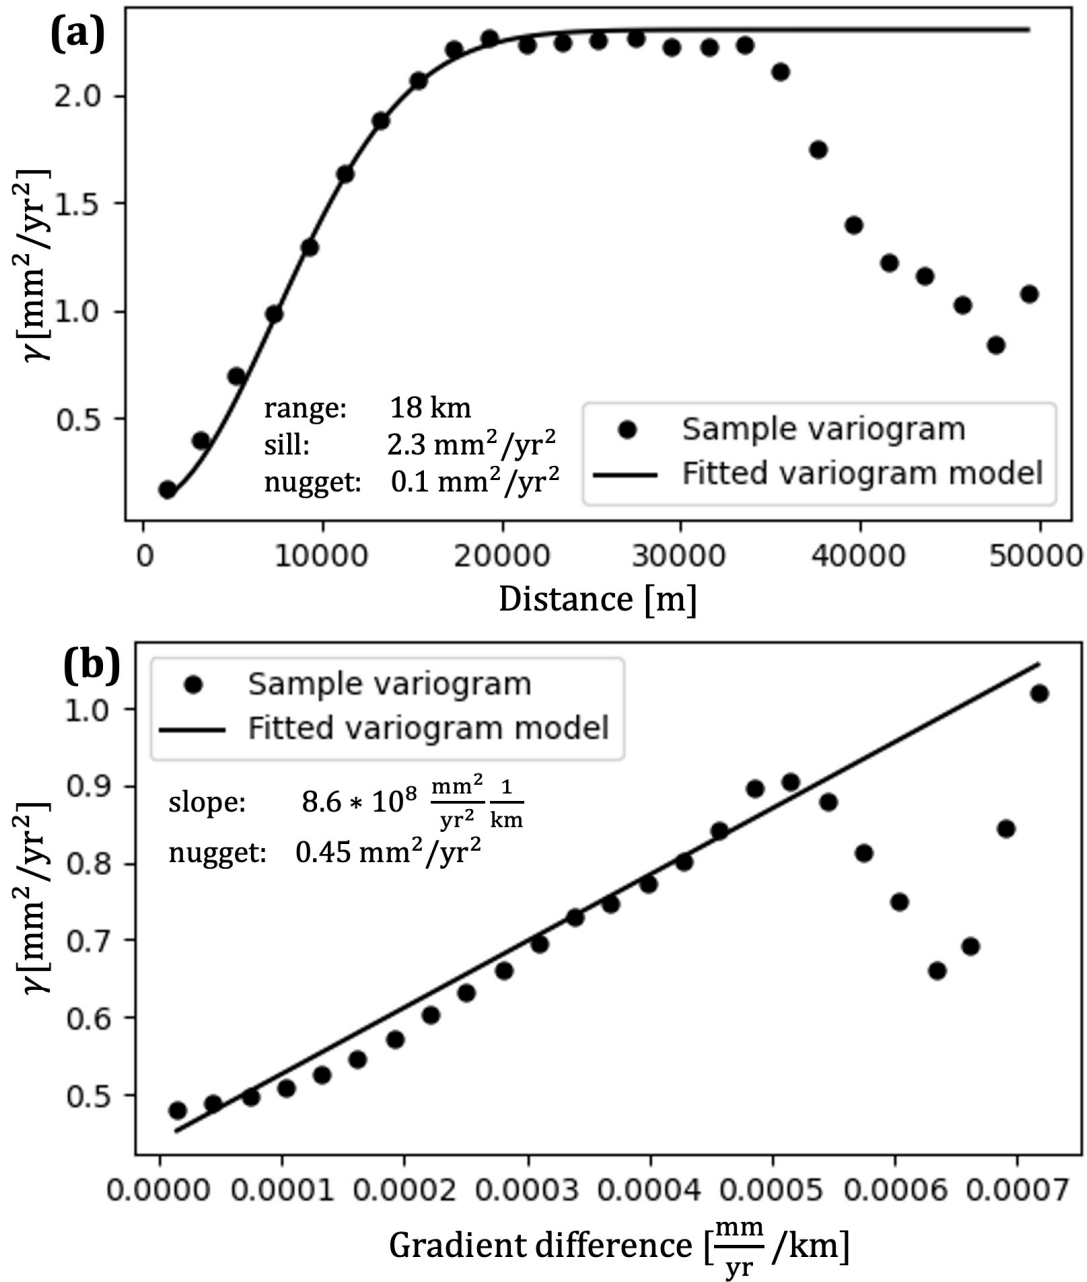 (a)
γ[mm²/yr²]
2.0
1.5
1.0
0.5
range: 18 km
sill: 2.3 mm²/yr²
nugget: 0.1 mm²/yr²
Sample variogram
Fitted variogram model
0 10000 20000 30000 40000 50000
Distance [m]
(b)
γ[mm²/yr²]
Sample variogram
Fitted variogram model
slope: 8.6 * 10⁸ mm²/yr² 1/km
nugget: 0.45 mm²/yr²
1.0
0.9
0.8
0.7
0.6
0.5
0.0000 0.0001 0.0002 0.0003 0.0004 0.0005 0.0006 0.0007
Gradient difference [mm/yr /km]